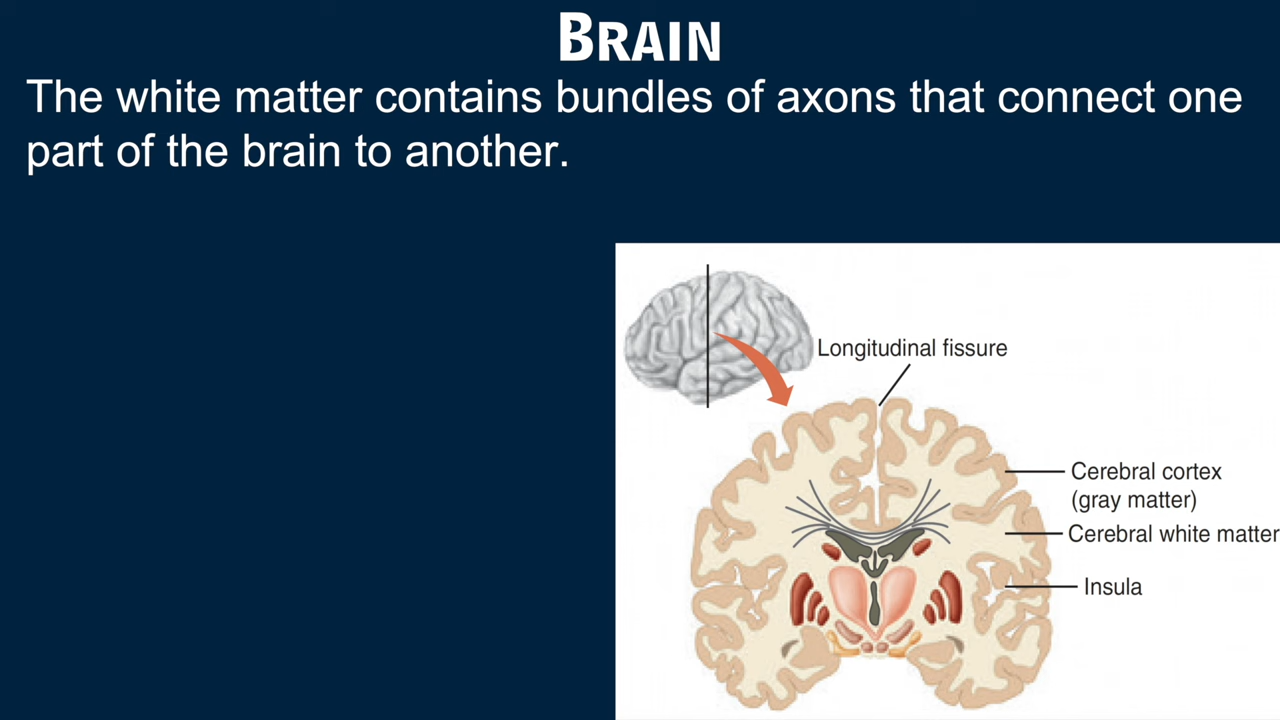 BRAIN
The white matter contains bundles of axons that connect one
part of the brain to another.
Longitudinal fissure
Cerebral cortex
(gray matter)
Cerebral white matter
Insula